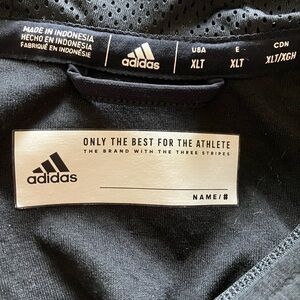 MADE IN INDONESIA
HECHO EN INDONESIA
FABRIQUÉ EN INDONÉSIE
adidas
USA
XLT
E
XLT
CDN
XLT/XGH
ONLY THE BEST FOR THE ATHLETE
THE BRAND WITH THE THREE STRIPES
adidas
NAME/#